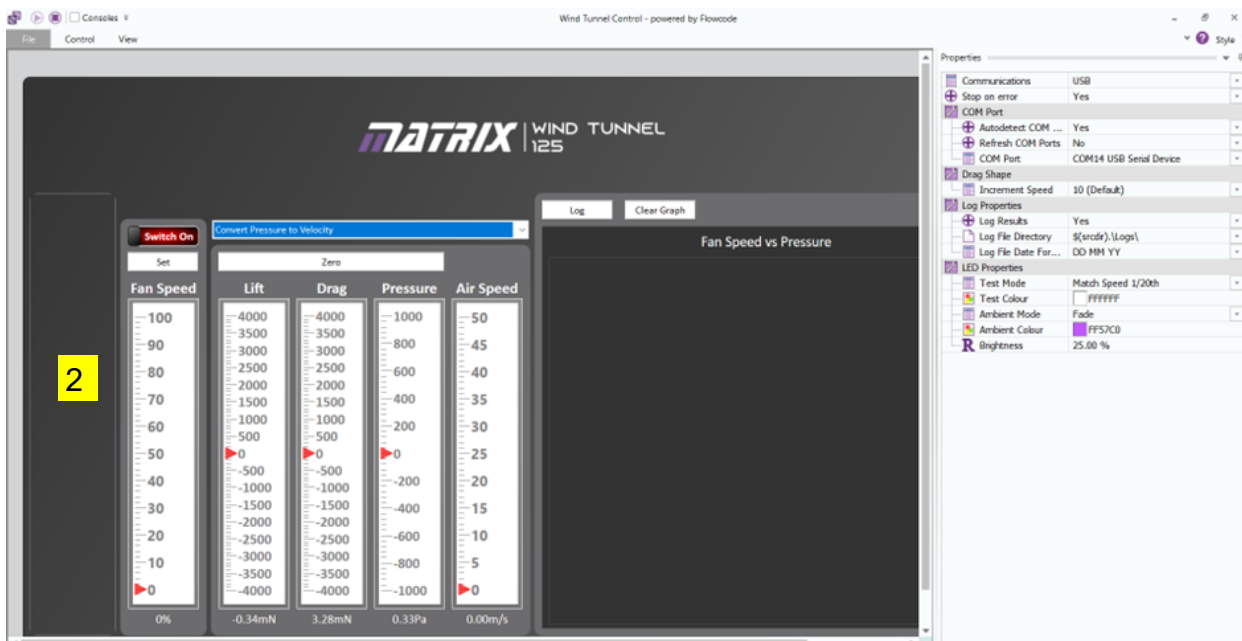 Consoles
Wind Tunnel Control - powered by Flowcode
File Control View
Style
MATRIX | WIND TUNNEL 125
Switch On
Convert Pressure to Velocity
Set
Zero
Fan Speed
100
90
80
70
60
50
40
30
20
10
0
0%
Lift
4000
3500
3000
2500
2000
1500
1000
500
0
-500
-1000
-1500
-2000
-2500
-3000
-3500
-4000
-0.34mN
Drag
4000
3500
3000
2500
2000
1500
1000
500
0
-500
-1000
-1500
-2000
-2500
-3000
-3500
-4000
3.28mN
Pressure
1000
800
600
400
200
0
-200
-400
-600
-800
-1000
0.33Pa
Air Speed
50
45
40
35
30
25
20
15
10
5
0
0.00m/s
2
Log
Clear Graph
Fan Speed vs Pressure
Properties
Communications USB
Stop on error Yes
COM Port
Autodetect COM ... Yes
Refresh COM Ports No
COM Port COM14 USB Serial Device
Drag Shape
Increment Speed 10 (Default)
Log Properties
Log Results Yes
Log File Directory $(srcdir).\Logs\
Log File Date For... DD MM YY
LED Properties
Test Mode Match Speed 1/20th
Test Colour FFFFFF
Ambient Mode Fade
Ambient Colour FF57C0
R Brightness 25.00 %